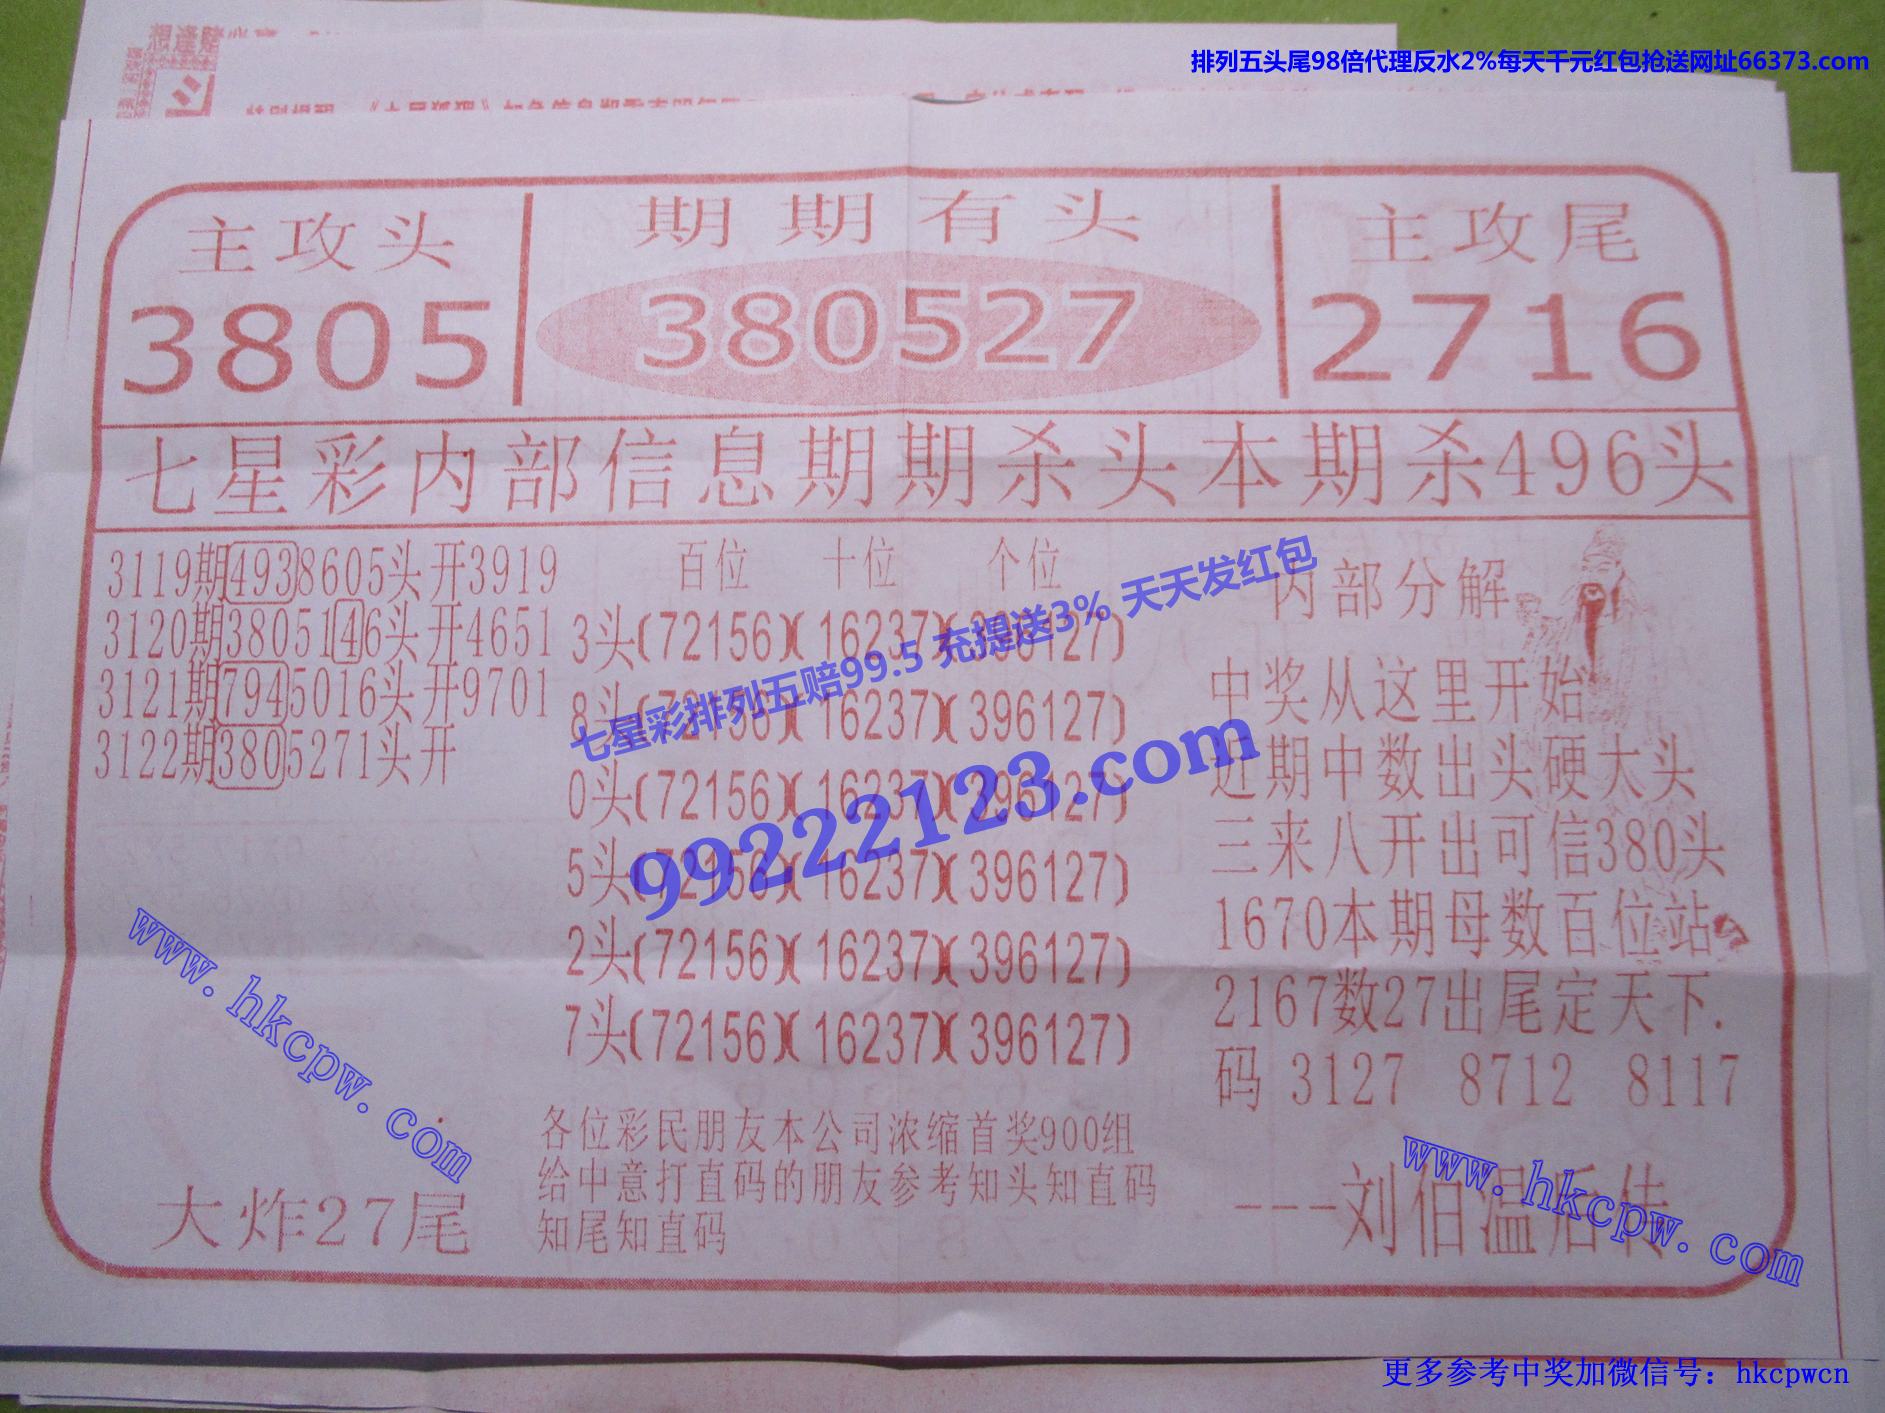 排列五头尾98倍代理反水2%每天千元红包抢送网址66373.com
主攻头
3805
期期有头
380527
主攻尾
2716
七星彩内部信息期期杀头本期杀496头
3119期4938605头开3919
3120期3805146头开4651
3121期7945016头开9701
3122期3805271头开
百位 十位 个位
3头(72156)(16237)(396127)
8头(72156)(16237)(396127)
0头(72156)(16237)(396127)
5头(72156)(16237)(396127)
2头(72156)(16237)(396127)
7头(72156)(16237)(396127)
七星彩排列五赔99.5 充提送3% 天天发红包
99222123.com
内部分解
中奖从这里开始
近期中数出头硬大头
三来八开出可信380头
1670本期母数百位站
2167数27出尾定天下.
码 3127 8712 8117
---刘伯温后传
各位彩民朋友本公司浓缩首奖900组
给中意打直码的朋友参考知头知直码
知尾知直码
大炸27尾
www.hkcpw.com
www.hkcpw.com
更多参考中奖加微信号：hkcpwcn